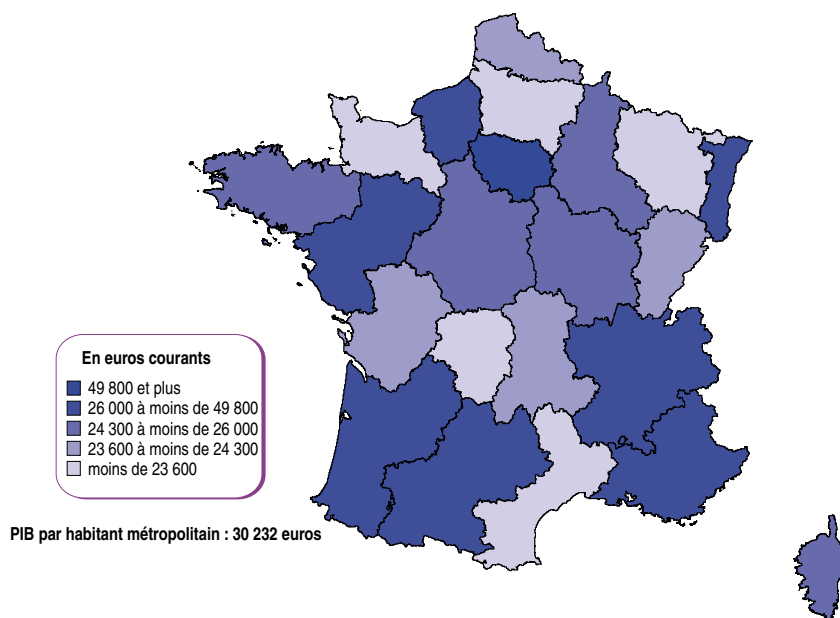 En euros courants
49 800 et plus
26 000 à moins de 49 800
24 300 à moins de 26 000
23 600 à moins de 24 300
moins de 23 600
PIB par habitant métropolitain : 30 232 euros